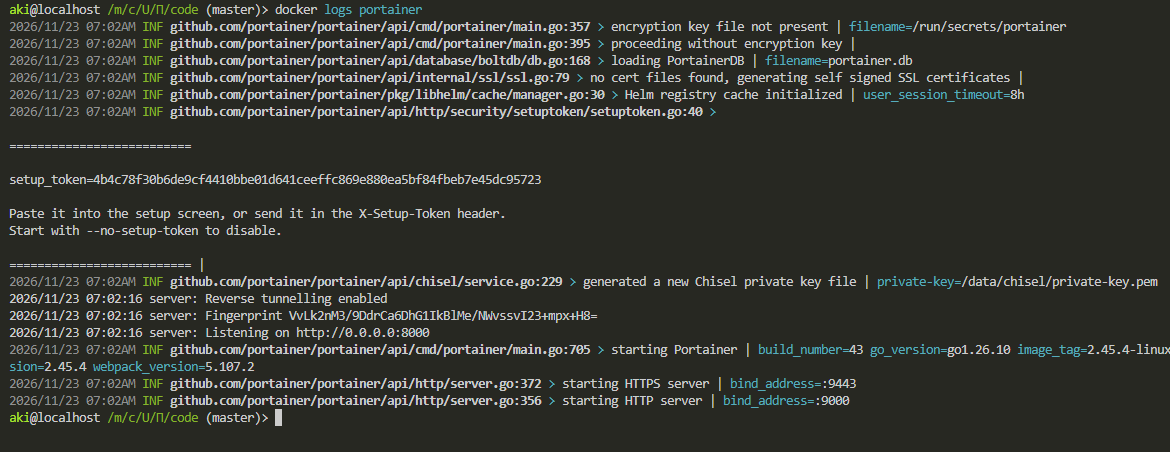 aki@localhost /m/c/U/П/code (master)> docker logs portainer
2026/11/23 07:02AM INF github.com/portainer/portainer/api/cmd/portainer/main.go:357 > encryption key file not present | filename=/run/secrets/portainer
2026/11/23 07:02AM INF github.com/portainer/portainer/api/cmd/portainer/main.go:395 > proceeding without encryption key |
2026/11/23 07:02AM INF github.com/portainer/portainer/api/database/boltdb/db.go:168 > loading PortainerDB | filename=portainer.db
2026/11/23 07:02AM INF github.com/portainer/portainer/api/internal/ssl/ssl.go:79 > no cert files found, generating self signed SSL certificates |
2026/11/23 07:02AM INF github.com/portainer/portainer/pkg/libhelm/cache/manager.go:30 > Helm registry cache initialized | user_session_timeout=8h
2026/11/23 07:02AM INF github.com/portainer/portainer/api/http/security/setuptoken/setuptoken.go:40 >
==========================
setup_token=4b4c78f30b6de9cf4410bbe01d641ceeffc869e880ea5bf84fbeb7e45dc95723
Paste it into the setup screen, or send it in the X-Setup-Token header.
Start with --no-setup-token to disable.
========================== |
2026/11/23 07:02AM INF github.com/portainer/portainer/api/chisel/service.go:229 > generated a new Chisel private key file | private-key=/data/chisel/private-key.pem
2026/11/23 07:02:16 server: Reverse tunnelling enabled
2026/11/23 07:02:16 server: Fingerprint VvLk2nM3/9DdrCa6DhG1IkBlMe/NWvssvI23+mpx+H8=
2026/11/23 07:02:16 server: Listening on http://0.0.0.0:8000
2026/11/23 07:02AM INF github.com/portainer/portainer/api/cmd/portainer/main.go:705 > starting Portainer | build_number=43 go_version=go1.26.10 image_tag=2.45.4-linux
sion=2.45.4 webpack_version=5.107.2
2026/11/23 07:02AM INF github.com/portainer/portainer/api/http/server.go:372 > starting HTTPS server | bind_address=:9443
2026/11/23 07:02AM INF github.com/portainer/portainer/api/http/server.go:356 > starting HTTP server | bind_address=:9000
aki@localhost /m/c/U/П/code (master)>